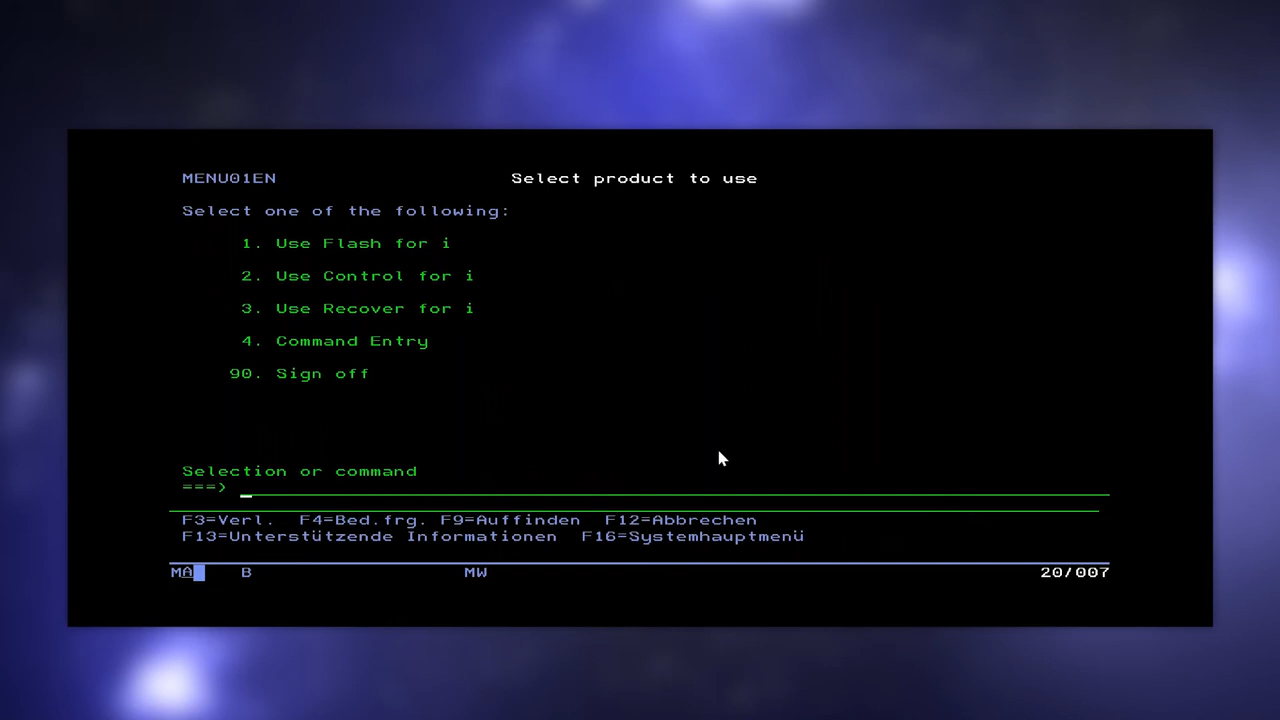 MENU01EN Select product to use
Select one of the following:
1. Use Flash for i
2. Use Control for i
3. Use Recover for i
4. Command Entry
90. Sign off
Selection or command
===>
F3=Verl. F4=Bed.frg. F9=Auffinden F12=Abbrechen
F13=Unterstützende Informationen F16=Systemhauptmenü
MA B MW 20/007